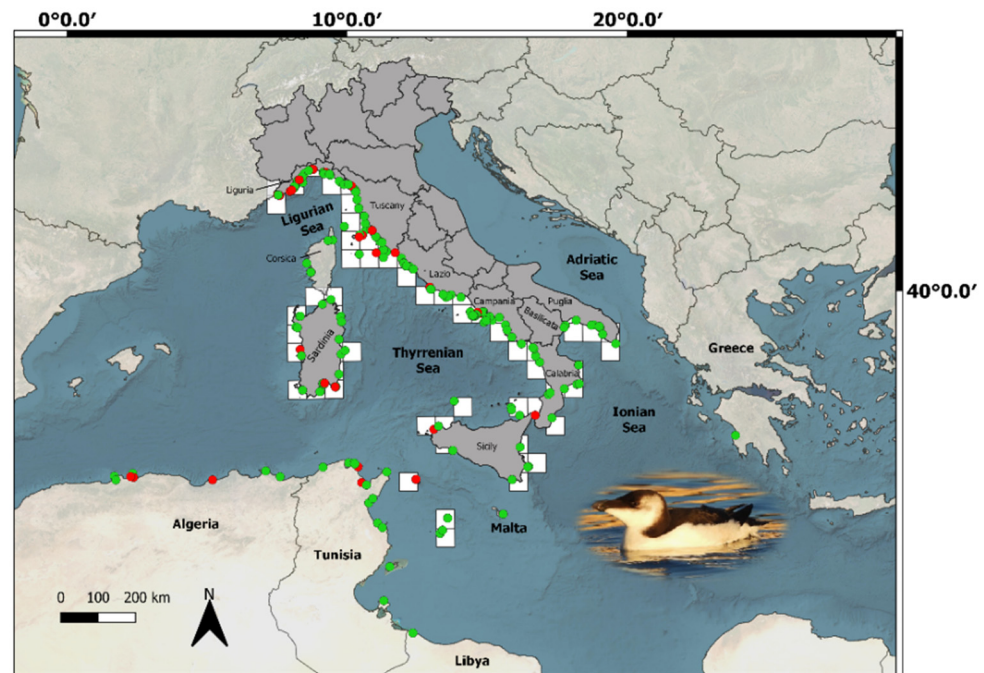 0°0.0’ 10°0.0’ 20°0.0’
Liguria
Ligurian
Sea
Tuscany
Corsica
Adriatic
Sea
Lazio
40°0.0’
Campania
Puglia
Basilicata
Sardinia
Thyrrenian
Sea
Greece
Calabria
Ionian
Sea
Sicily
Algeria
Malta
Tunisia
0 100 200 km
N
Libya